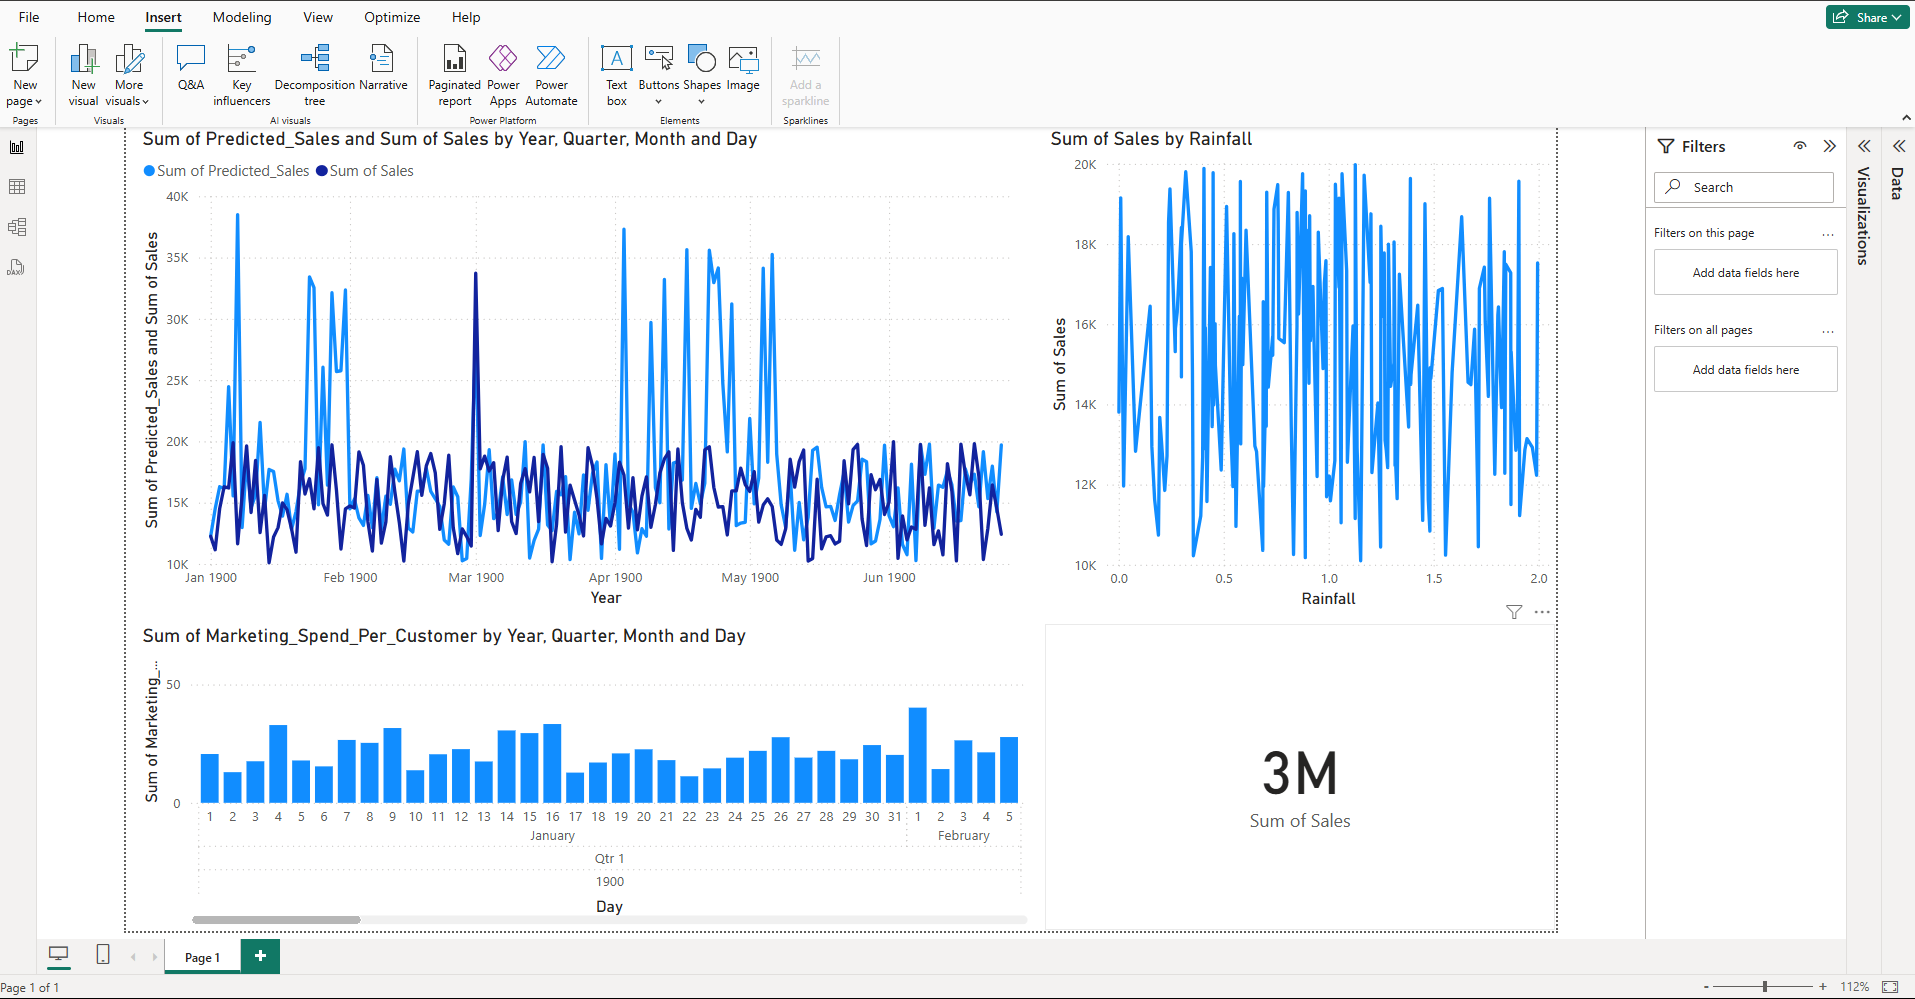 File Home Insert Modeling View Optimize Help Share
New page New visual More visuals Q&A Key influencers Decomposition tree Narrative Paginated report Power Apps Power Automate Text box Buttons Shapes Image Add a sparkline
Pages Visuals AI visuals Power Platform Elements Sparklines
Sum of Predicted_Sales and Sum of Sales by Year, Quarter, Month and Day
Sum of Predicted_Sales Sum of Sales
Sum of Predicted_Sales and Sum of Sales
40K
35K
30K
25K
20K
15K
10K
Jan 1900 Feb 1900 Mar 1900 Apr 1900 May 1900 Jun 1900
Year
Sum of Sales by Rainfall
Sum of Sales
20K
18K
16K
14K
12K
10K
0.0 0.5 1.0 1.5 2.0
Rainfall
Sum of Marketing_Spend_Per_Customer by Year, Quarter, Month and Day
Sum of Marketing_...
50
0
1 2 3 4 5 6 7 8 9 10 11 12 13 14 15 16 17 18 19 20 21 22 23 24 25 26 27 28 29 30 31 1 2 3 4 5
January February
Qtr 1
1900
Day
3M
Sum of Sales
Filters
Search
Filters on this page ...
Add data fields here
Filters on all pages ...
Add data fields here
Visualizations
Data
DAX
Page 1 +
Page 1 of 1
- + 112%